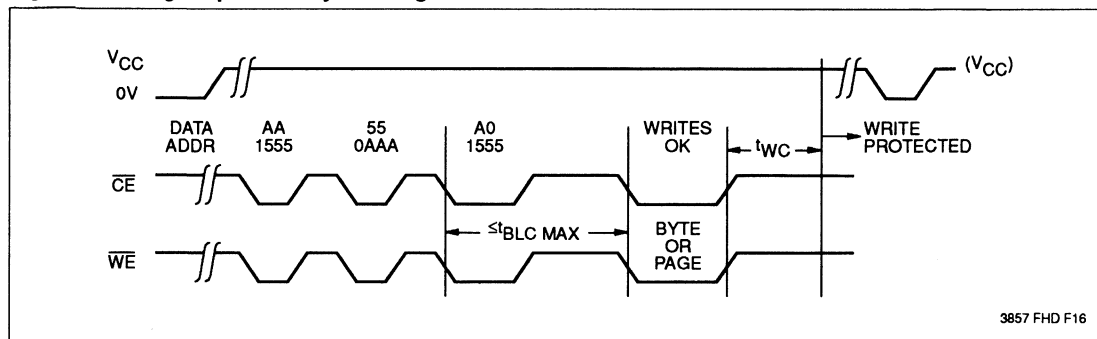 VCC
0V
(VCC)
DATA AA 55 A0 WRITES
ADDR 1555 0AAA 1555 OK
tWC
WRITE
PROTECTED
CE
≤tBLC MAX
BYTE
OR
PAGE
WE
3857 FHD F16